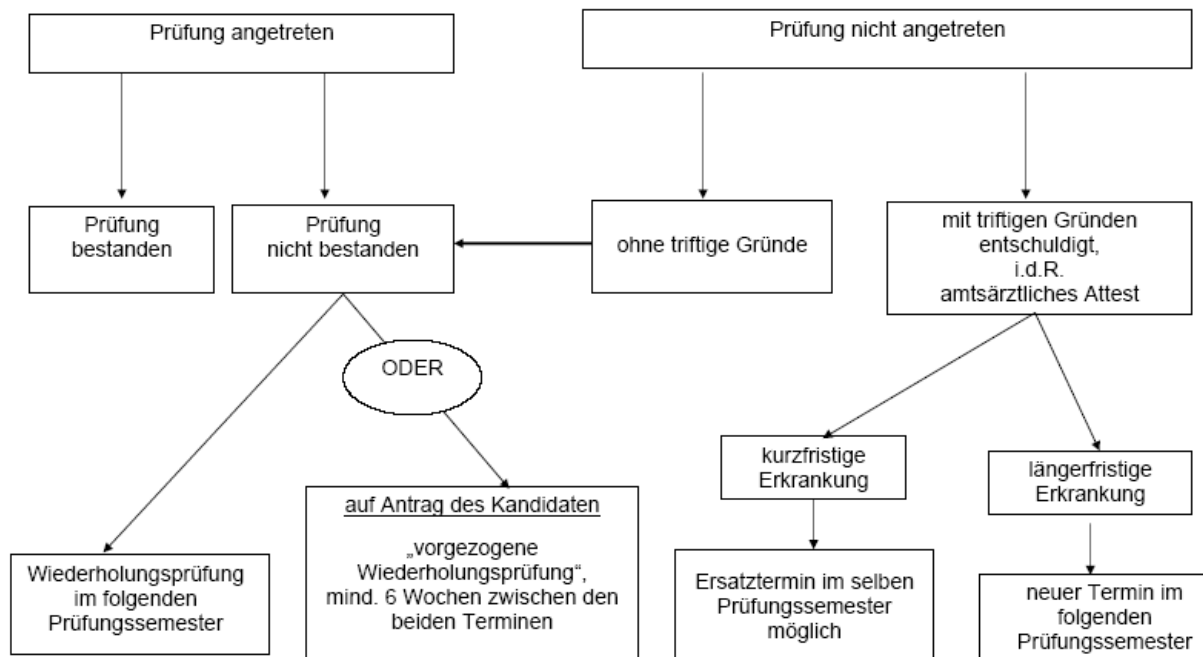 Prüfung angetreten
Prüfung nicht angetreten
Prüfung
bestanden
Prüfung
nicht bestanden
ohne triftige Gründe
mit triftigen Gründen
entschuldigt,
i.d.R.
amtsärztliches Attest
ODER
kurzfristige
Erkrankung
längerfristige
Erkrankung
Wiederholungsprüfung
im folgenden
Prüfungssemester
auf Antrag des Kandidaten
„vorgezogene
Wiederholungsprüfung“,
mind. 6 Wochen zwischen den
beiden Terminen
Ersatztermin im selben
Prüfungssemester
möglich
neuer Termin im
folgenden
Prüfungssemester